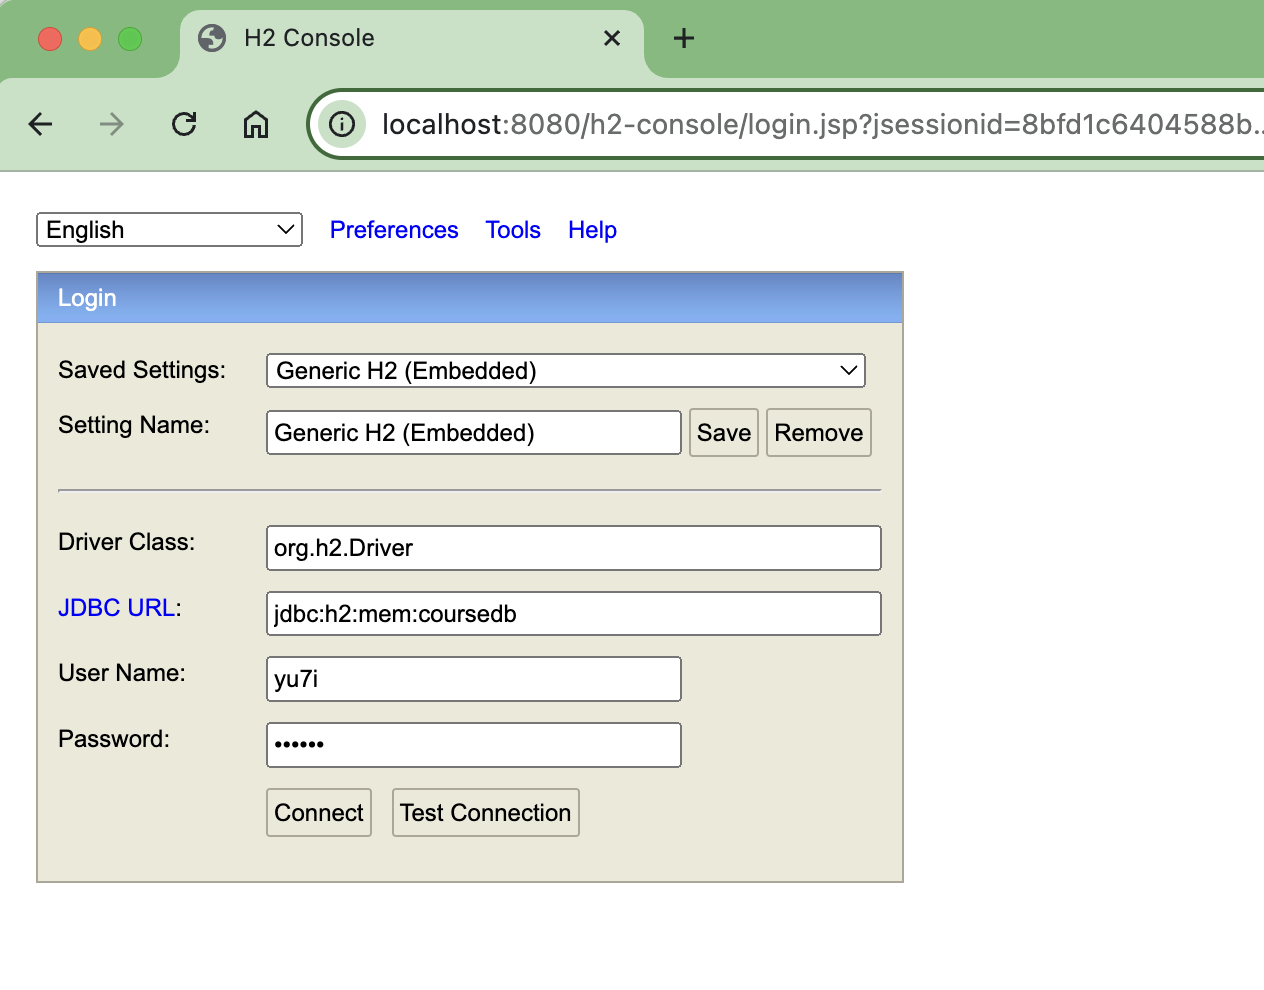 H2 Console
localhost:8080/h2-console/login.jsp?jsessionid=8bfd1c6404588b...
English Preferences Tools Help
Login
Saved Settings: Generic H2 (Embedded)
Setting Name: Generic H2 (Embedded) Save Remove
Driver Class: org.h2.Driver
JDBC URL: jdbc:h2:mem:coursedb
User Name: yu7i
Password: ••••••
Connect Test Connection